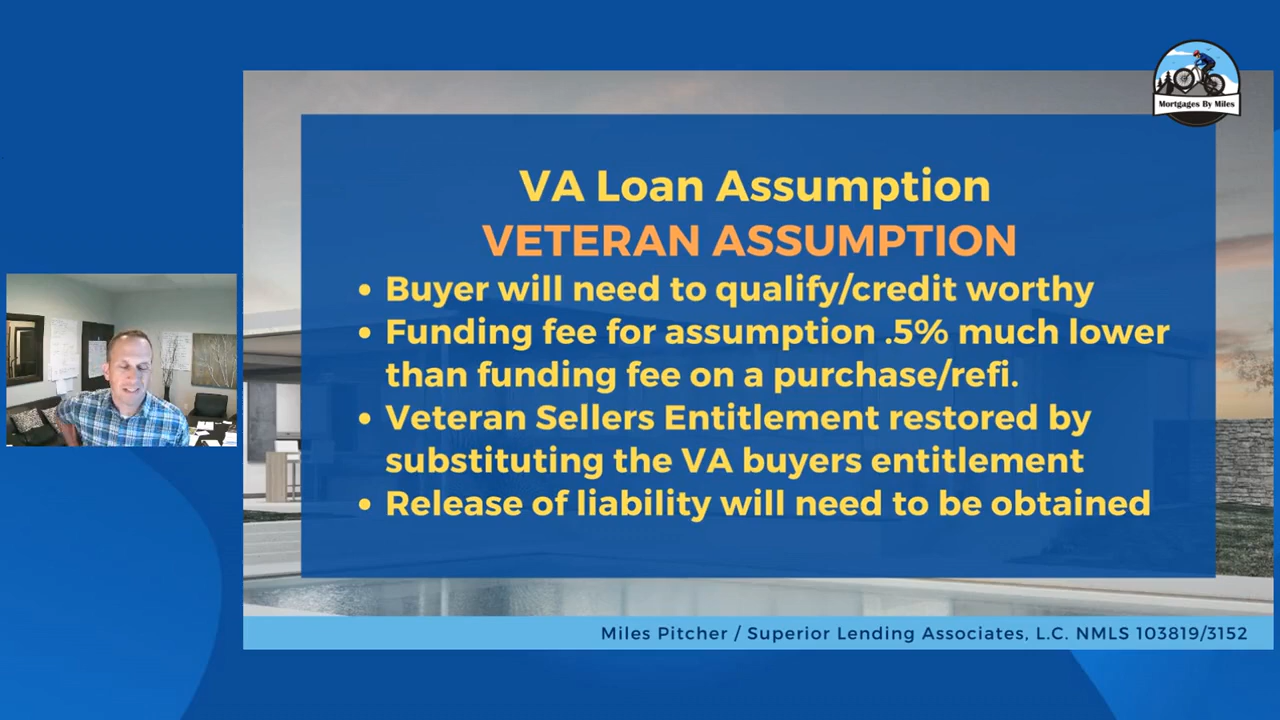 Mortgages By Miles
VA Loan Assumption
VETERAN ASSUMPTION
• Buyer will need to qualify/credit worthy
• Funding fee for assumption .5% much lower
than funding fee on a purchase/refi.
• Veteran Sellers Entitlement restored by
substituting the VA buyers entitlement
• Release of liability will need to be obtained
Miles Pitcher / Superior Lending Associates, L.C. NMLS 103819/3152